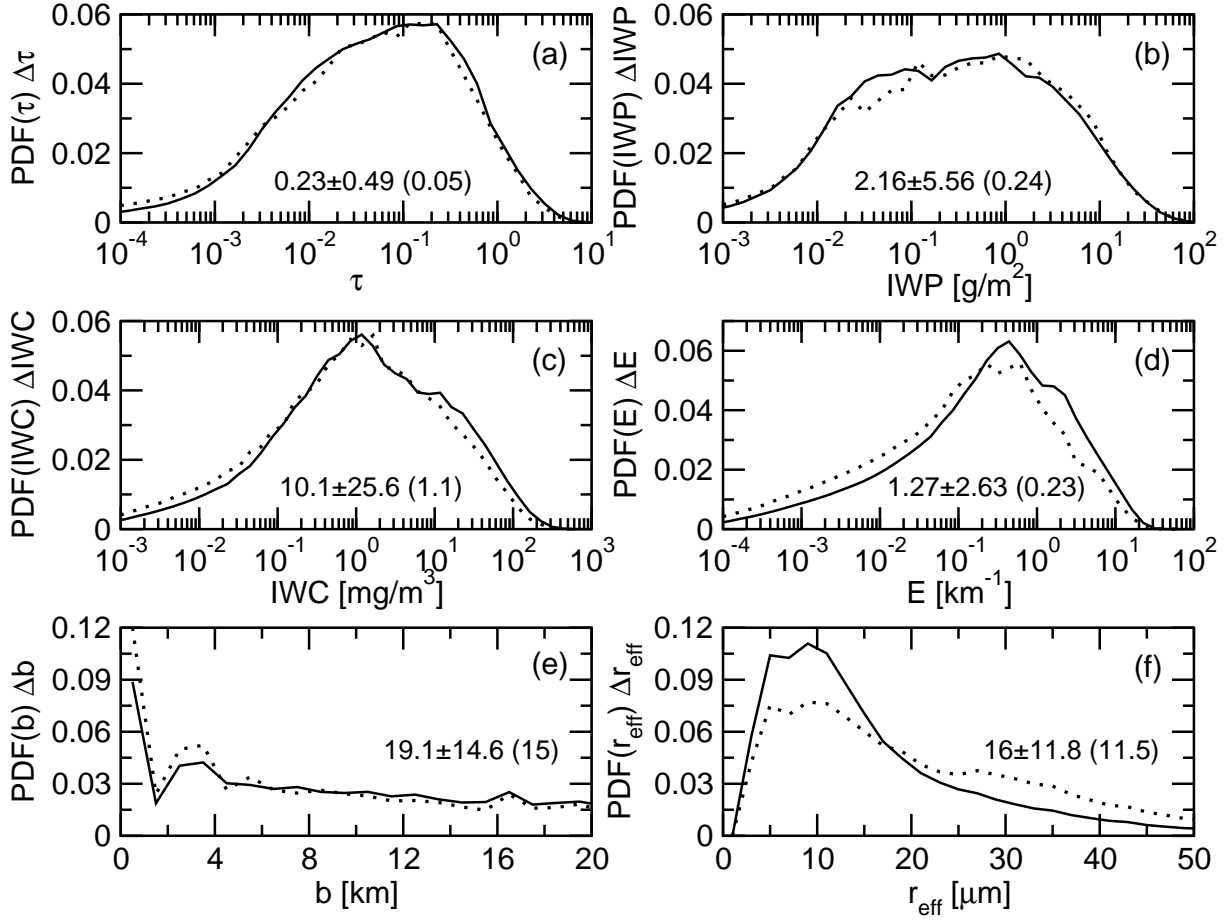 0.06
0.04
0.02
0
PDF(τ) Δτ
(a)
0.23±0.49 (0.05)
10^-4 10^-3 10^-2 10^-1 10^0 10^1
τ
0.06
0.04
0.02
0
PDF(IWP) ΔIWP
(b)
2.16±5.56 (0.24)
10^-3 10^-2 10^-1 10^0 10^1 10^2
IWP [g/m^2]
0.06
0.04
0.02
0
PDF(IWC) ΔIWC
(c)
10.1±25.6 (1.1)
10^-3 10^-2 10^-1 10^0 10^1 10^2 10^3
IWC [mg/m^3]
0.06
0.04
0.02
0
PDF(E) ΔE
(d)
1.27±2.63 (0.23)
10^-4 10^-3 10^-2 10^-1 10^0 10^1 10^2
E [km^-1]
0.12
0.09
0.06
0.03
0
PDF(b) Δb
(e)
19.1±14.6 (15)
0 4 8 12 16 20
b [km]
0.12
0.09
0.06
0.03
0
PDF(r_eff) Δr_eff
(f)
16±11.8 (11.5)
0 10 20 30 40 50
r_eff [μm]